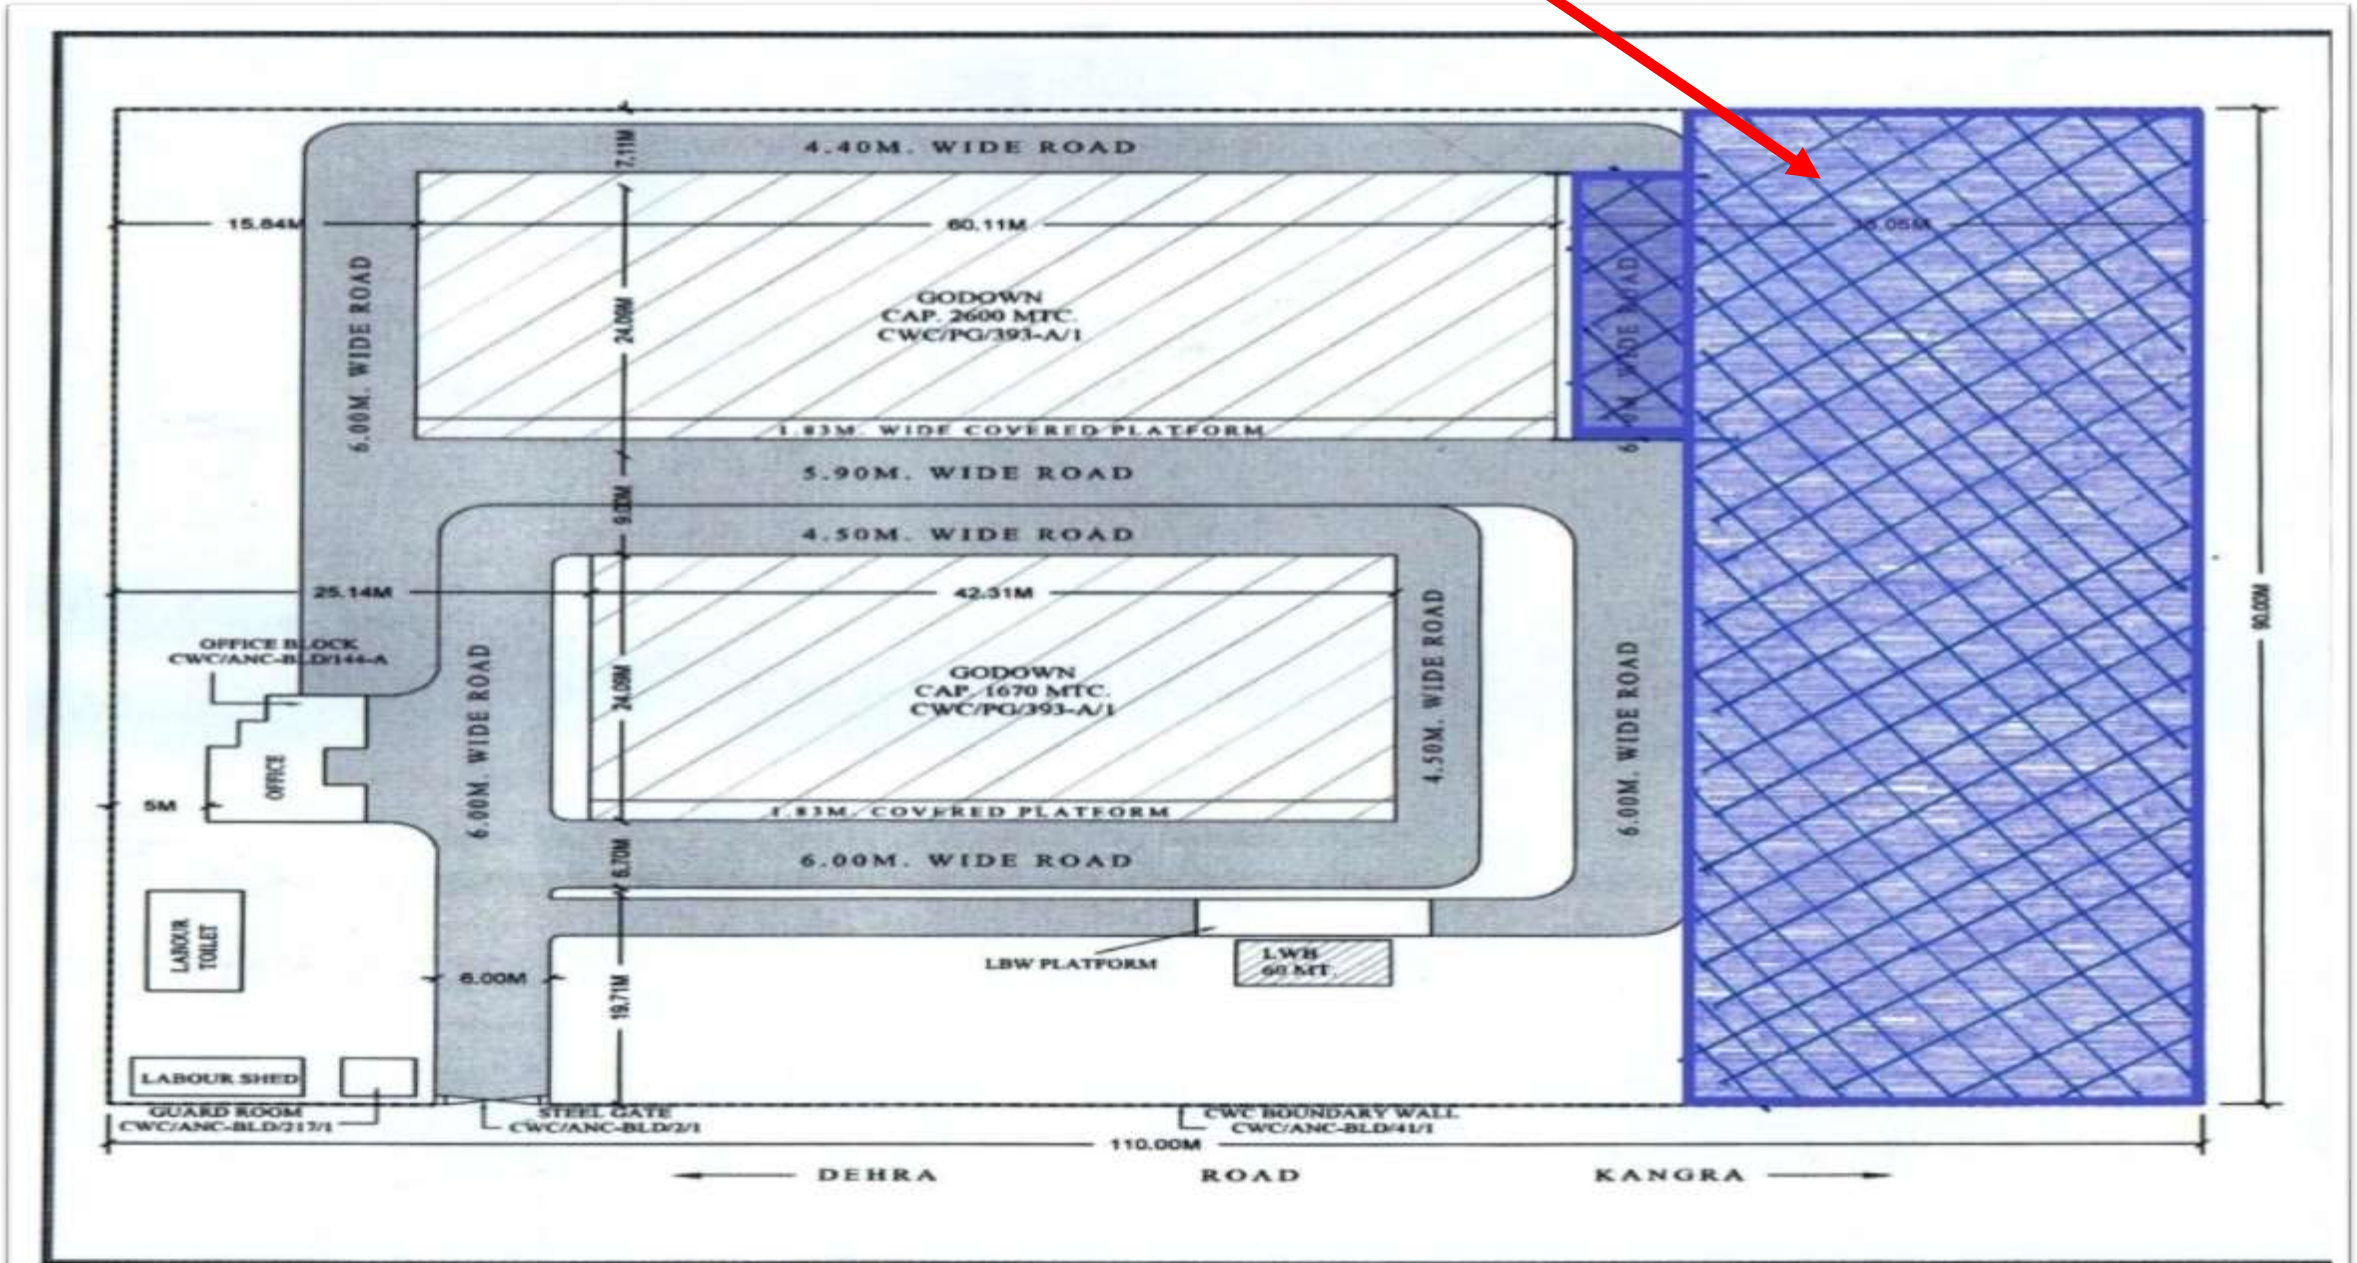 4.40M. WIDE ROAD
7.11M
15.84M
60.11M
6.00M. WIDE ROAD
24.09M
GODOWN
CAP. 2600 MTC.
CWC/PG/393-A/1
WIDE ROAD
1.83M. WIDE COVERED PLATFORM
5.90M. WIDE ROAD
9.00M
4.50M. WIDE ROAD
25.14M
42.31M
90.00M
OFFICE BLOCK
CWC/ANC-BLD/144-A
6.00M. WIDE ROAD
24.09M
GODOWN
CAP. 1670 MTC.
CWC/PG/393-A/1
4.50M. WIDE ROAD
6.00M. WIDE ROAD
OFFICE
5M
1.83M. COVERED PLATFORM
6.70M
6.00M. WIDE ROAD
LABOUR
TOILET
6.00M
19.71M
LBW PLATFORM
LWB
60 MT.
LABOUR SHED
GUARD ROOM
CWC/ANC-BLD/217/1
STEEL GATE
CWC/ANC-BLD/2/1
CWC BOUNDARY WALL
CWC/ANC-BLD/41/1
110.00M
DEHRA ROAD KANGRA